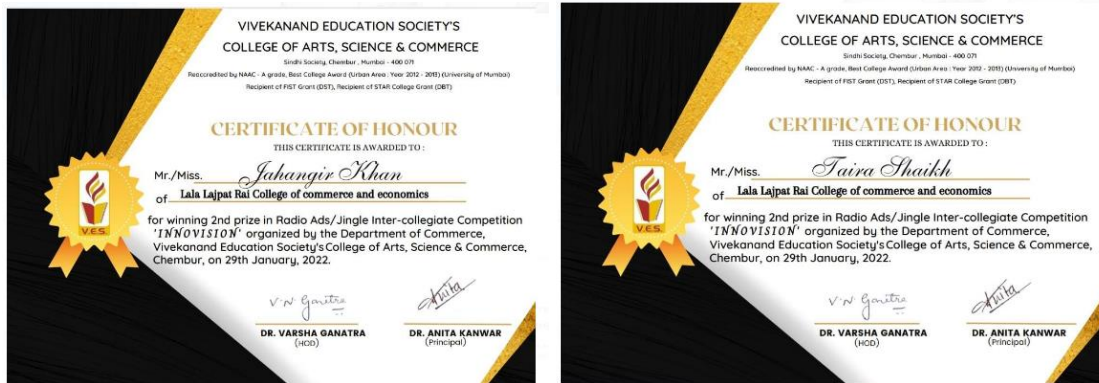 VIVEKANAND EDUCATION SOCIETY'S
COLLEGE OF ARTS, SCIENCE & COMMERCE
Sindhi Society, Chembur, Mumbai - 400 071
Reaccredited by NAAC - A grade, Best College Award (Urban Area : Year 2012 - 2013) (University of Mumbai)
Recipient of FIST Grant (DST), Recipient of STAR College Grant (DBT)
CERTIFICATE OF HONOUR
THIS CERTIFICATE IS AWARDED TO :
Mr./Miss. Jahangir Khan
of Lala Lajpat Rai College of commerce and economics
for winning 2nd prize in Radio Ads/Jingle Inter-collegiate Competition
'INNOVISION' organized by the Department of Commerce,
Vivekanand Education Society's College of Arts, Science & Commerce,
Chembur, on 29th January, 2022.
V.E.S.
V.N. Ganatra
Anita
DR. VARSHA GANATRA
(HOD)
DR. ANITA KANWAR
(Principal)
VIVEKANAND EDUCATION SOCIETY'S
COLLEGE OF ARTS, SCIENCE & COMMERCE
Sindhi Society, Chembur, Mumbai - 400 071
Reaccredited by NAAC - A grade, Best College Award (Urban Area : Year 2012 - 2013) (University of Mumbai)
Recipient of FIST Grant (DST), Recipient of STAR College Grant (DBT)
CERTIFICATE OF HONOUR
THIS CERTIFICATE IS AWARDED TO :
Mr./Miss. Taira Shaikh
of Lala Lajpat Rai College of commerce and economics
for winning 2nd prize in Radio Ads/Jingle Inter-collegiate Competition
'INNOVISION' organized by the Department of Commerce,
Vivekanand Education Society's College of Arts, Science & Commerce,
Chembur, on 29th January, 2022.
V.E.S.
V.N. Ganatra
Anita
DR. VARSHA GANATRA
(HOD)
DR. ANITA KANWAR
(Principal)